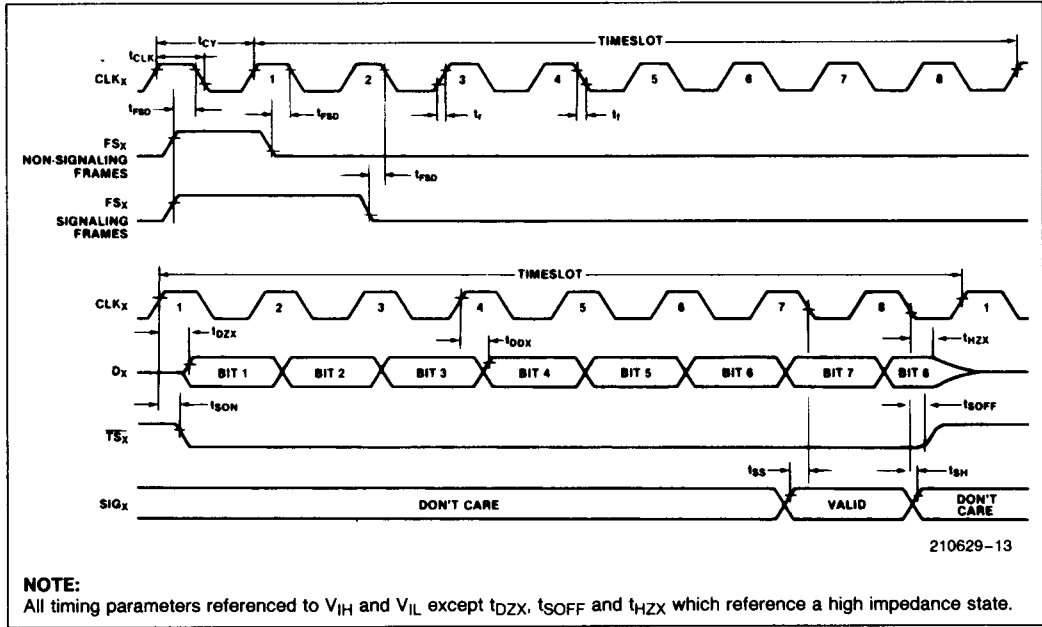 tCY
TIMESLOT
tCLK
CLKX 1 2 3 4 5 6 7 8
tFSD tFSD tr tf
FSX
NON-SIGNALING
FRAMES
tFSD
FSX
SIGNALING
FRAMES
TIMESLOT
CLKX 1 2 3 4 5 6 7 8 1
tDZX tDDX tHZX
DX BIT 1 BIT 2 BIT 3 BIT 4 BIT 5 BIT 6 BIT 7 BIT 8
tSON tSOFF
TSX
tSS tSH
SIGX DON'T CARE VALID DON'T
CARE
210629-13
NOTE:
All timing parameters referenced to VIH and VIL except tDZX, tSOFF and tHZX which reference a high impedance state.